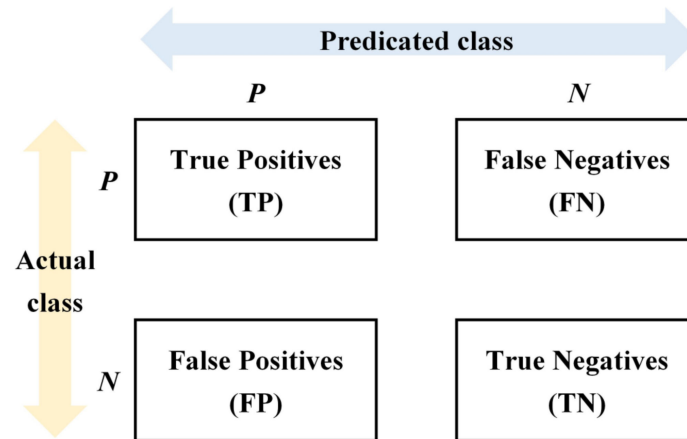 Predicated class
P N
P
True Positives
(TP)
False Negatives
(FN)
Actual
class
N
False Positives
(FP)
True Negatives
(TN)